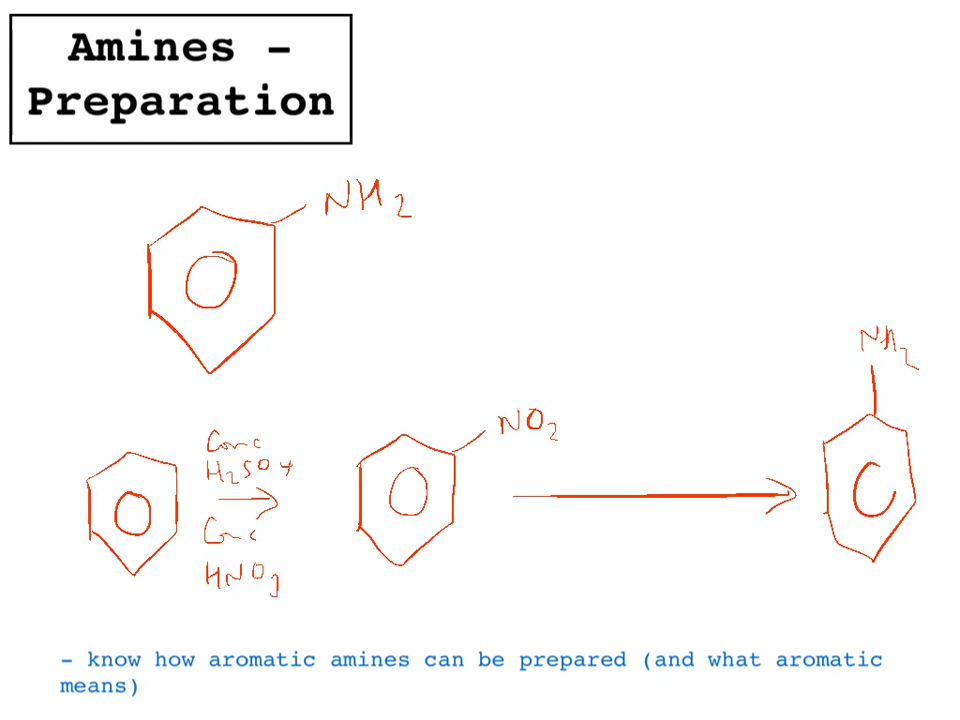 Amines -
Preparation
NH2
NH2
Conc
H2SO4
NO2
Conc
HNO3
- know how aromatic amines can be prepared (and what aromatic
means)